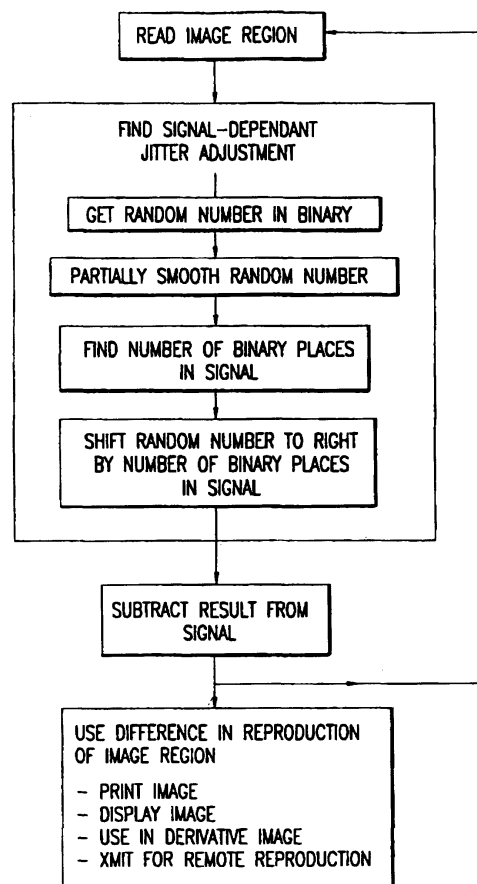 READ IMAGE REGION
FIND SIGNAL-DEPENDANT
JITTER ADJUSTMENT
GET RANDOM NUMBER IN BINARY
PARTIALLY SMOOTH RANDOM NUMBER
FIND NUMBER OF BINARY PLACES
IN SIGNAL
SHIFT RANDOM NUMBER TO RIGHT
BY NUMBER OF BINARY PLACES
IN SIGNAL
SUBTRACT RESULT FROM
SIGNAL
USE DIFFERENCE IN REPRODUCTION
OF IMAGE REGION
- PRINT IMAGE
- DISPLAY IMAGE
- USE IN DERIVATIVE IMAGE
- XMIT FOR REMOTE REPRODUCTION